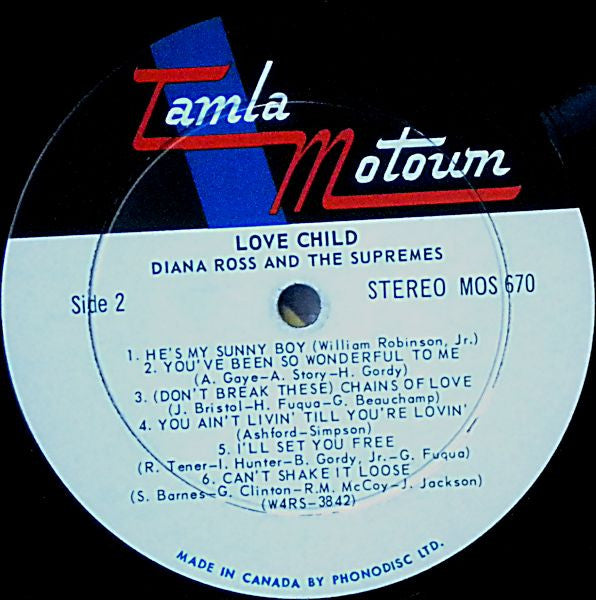 Tamla
Motown
LOVE CHILD
DIANA ROSS AND THE SUPREMES
Side 2
STEREO MOS 670
1. HE'S MY SUNNY BOY (William Robinson, Jr.)
2. YOU'VE BEEN SO WONDERFUL TO ME
(A. Gaye-A. Story-H. Gordy)
3. (DON'T BREAK THESE) CHAINS OF LOVE
(J. Bristol-H. Fuqua-G. Beauchamp)
4. YOU AIN'T LIVIN' TILL YOU'RE LOVIN'
(Ashford-Simpson)
5. I'LL SET YOU FREE
(R. Tener-I. Hunter-B. Gordy, Jr.-G. Fuqua)
6. CAN'T SHAKE IT LOOSE
(S. Barnes-G. Clinton-R.M. McCoy-J. Jackson)
(W4RS-3842)
MADE IN CANADA BY PHONODISC LTD.